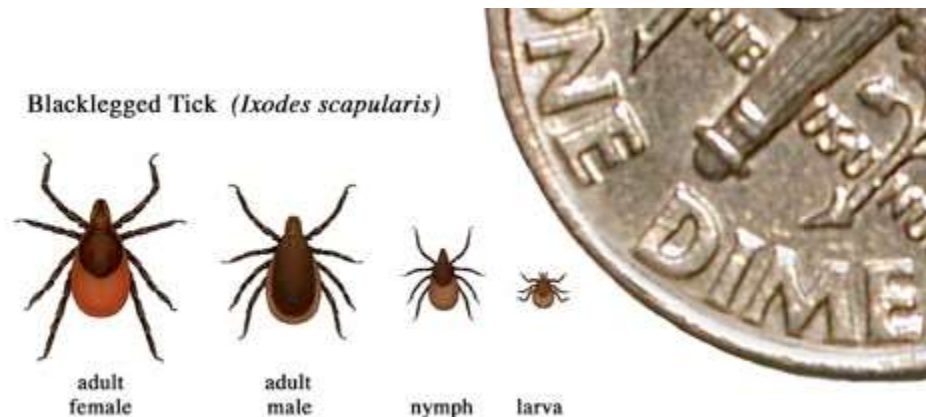 Blacklegged Tick (Ixodes scapularis)
adult
female
adult
male
nymph
larva
ONE DIME